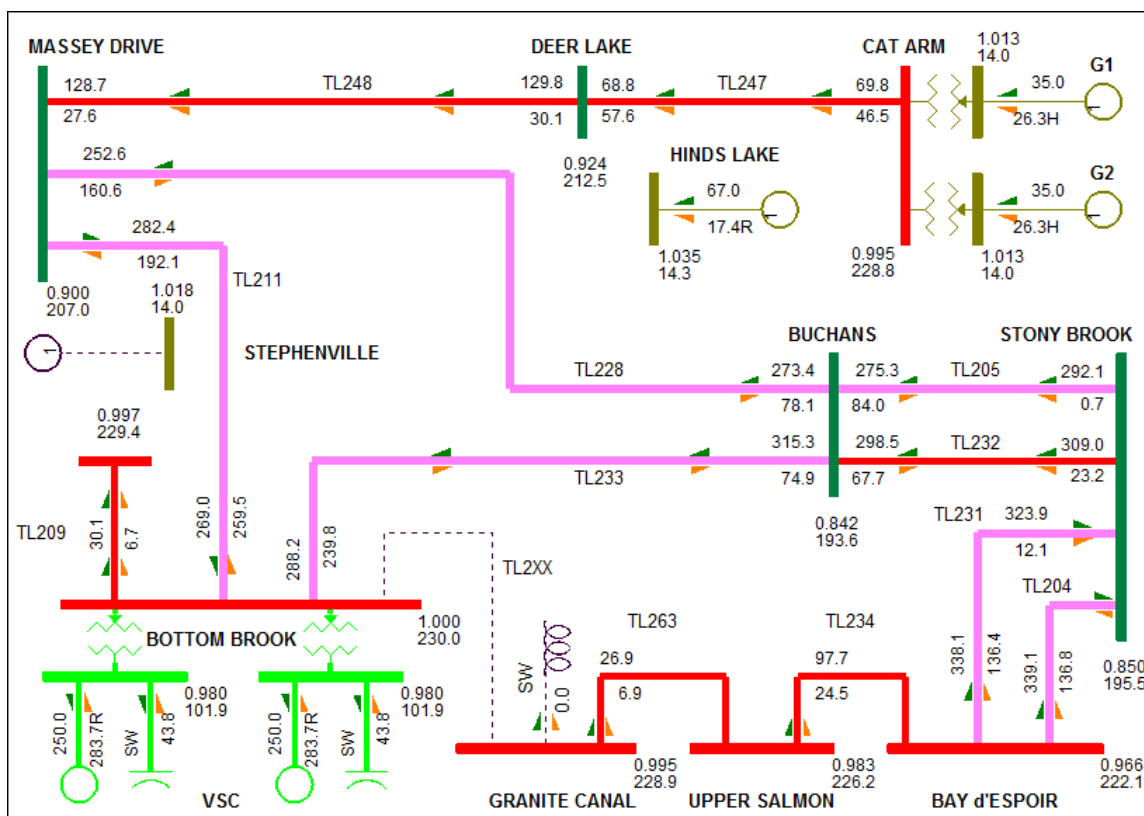 MASSEY DRIVE
DEER LAKE
CAT ARM
1.013
14.0
G1
128.7
TL248
129.8
68.8
TL247
69.8
35.0
27.6
30.1
57.6
46.5
26.3H
252.6
0.924
212.5
HINDS LAKE
G2
160.6
67.0
35.0
17.4R
26.3H
282.4
192.1
1.035
14.3
0.995
228.8
1.013
14.0
TL211
0.900
207.0
1.018
14.0
1
STEPHENVILLE
BUCHANS
STONY BROOK
TL228
273.4
275.3
TL205
292.1
78.1
84.0
0.7
0.997
229.4
315.3
298.5
TL232
309.0
TL233
74.9
67.7
23.2
TL209
30.1
6.7
269.0
259.5
288.2
239.8
0.842
193.6
TL231
323.9
12.1
TL2XX
TL204
1.000
230.0
BOTTOM BROOK
TL263
TL234
SW
0.0
26.9
6.9
97.7
24.5
338.1
136.4
339.1
136.8
0.850
195.5
0.980
101.9
0.980
101.9
250.0
283.7R
SW
43.8
250.0
283.7R
SW
43.8
0.995
228.9
0.983
226.2
0.966
222.1
VSC
GRANITE CANAL
UPPER SALMON
BAY d'ESPOIR